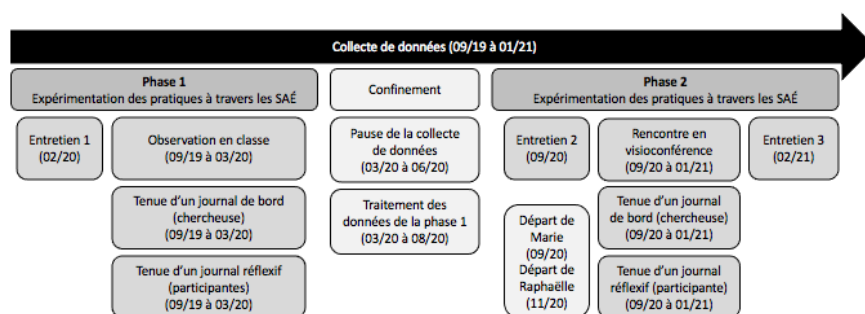 Collecte de données (09/19 à 01/21)
Phase 1
Expérimentation des pratiques à travers les SAÉ
Confinement
Phase 2
Expérimentation des pratiques à travers les SAÉ
Entretien 1
(02/20)
Observation en classe
(09/19 à 03/20)
Pause de la collecte
de données
(03/20 à 06/20)
Entretien 2
(09/20)
Rencontre en
visioconférence
(09/20 à 01/21)
Entretien 3
(02/21)
Tenue d'un journal de bord
(chercheuse)
(09/19 à 03/20)
Traitement des
données de la phase 1
(03/20 à 08/20)
Départ de
Marie
(09/20)
Départ de
Raphaëlle
(11/20)
Tenue d'un journal
de bord (chercheuse)
(09/20 à 01/21)
Tenue d'un journal réflexif
(participantes)
(09/19 à 03/20)
Tenue d'un journal
réflexif (participante)
(09/20 à 01/21)